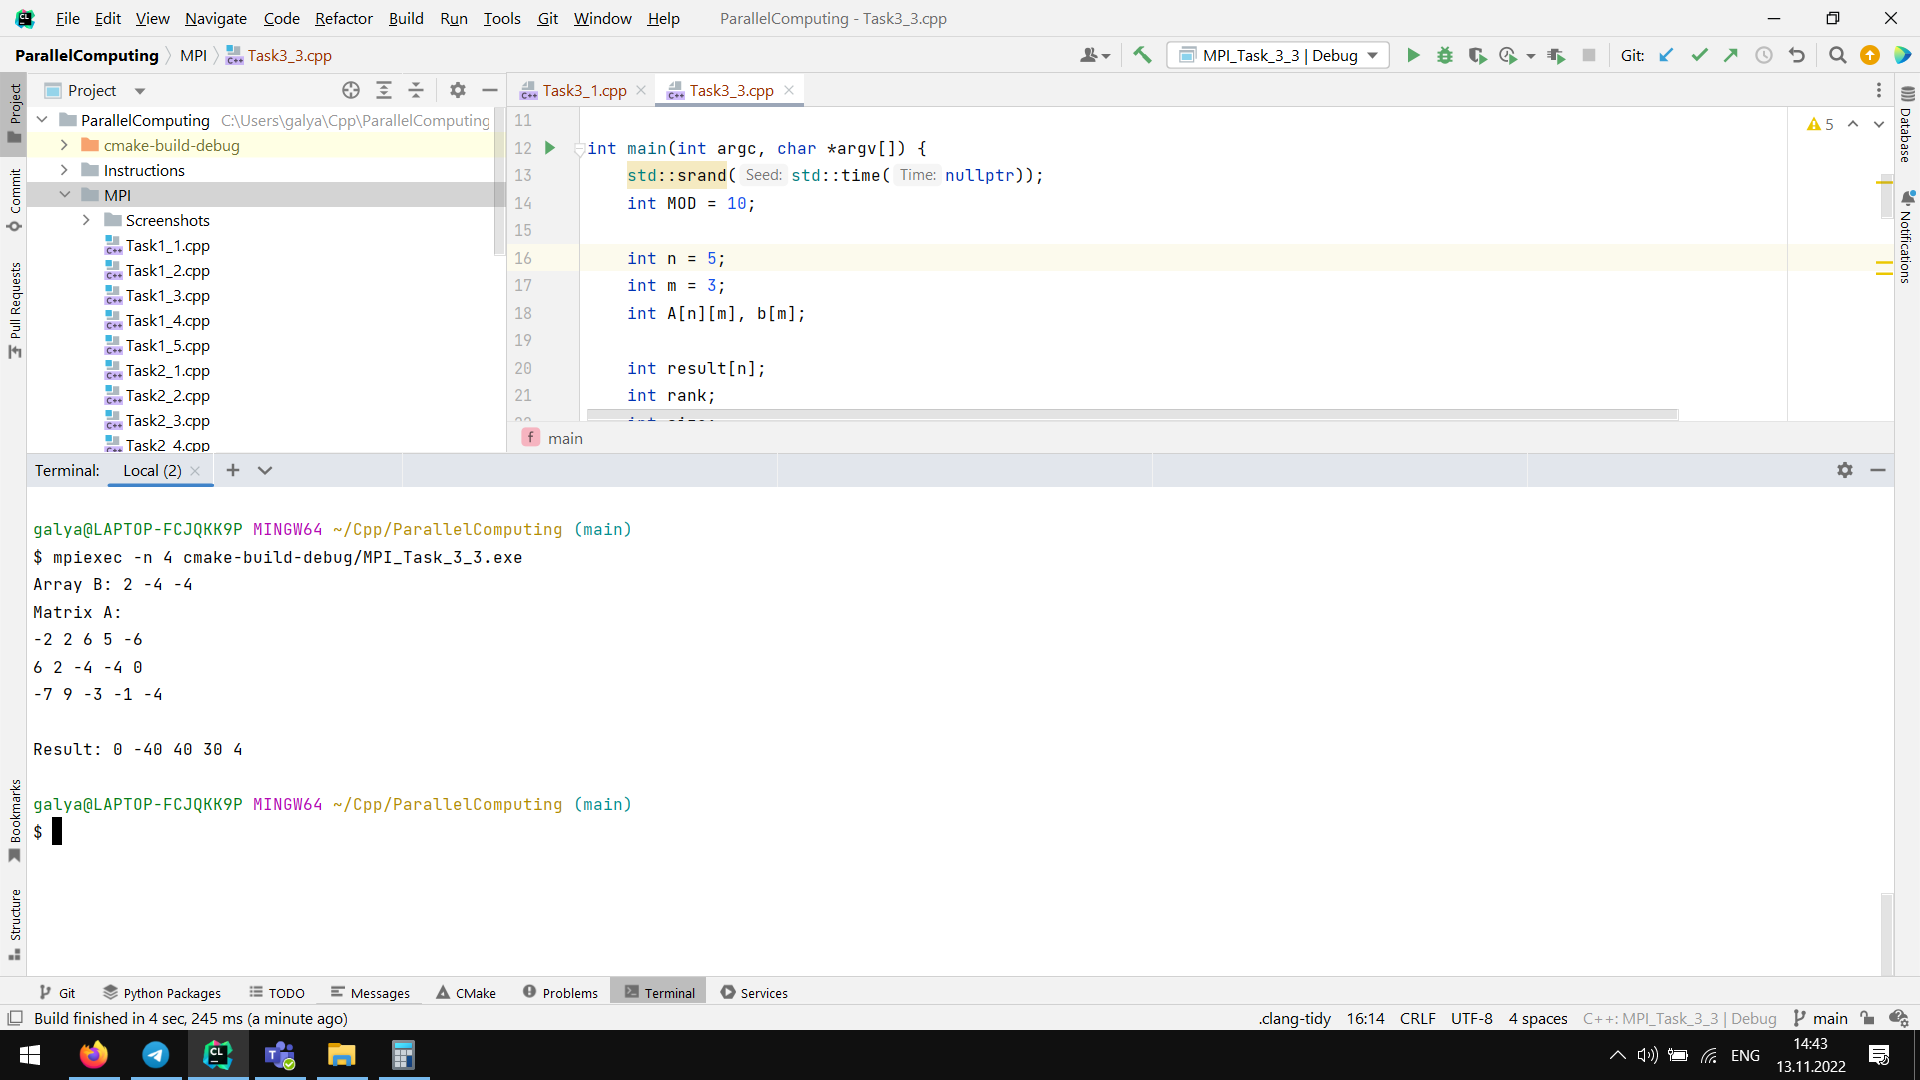 File Edit View Navigate Code Refactor Build Run Tools Git Window Help ParallelComputing - Task3_3.cpp
ParallelComputing MPI Task3_3.cpp MPI_Task_3_3 | Debug Git:
Project
Task3_1.cpp Task3_3.cpp
ParallelComputing C:\Users\galya\Cpp\ParallelComputing
cmake-build-debug
Instructions
MPI
Screenshots
Task1_1.cpp
Task1_2.cpp
Task1_3.cpp
Task1_4.cpp
Task1_5.cpp
Task2_1.cpp
Task2_2.cpp
Task2_3.cpp
Task2_4.cpp
Project
Commit
Pull Requests
Bookmarks
Structure
11
12 int main(int argc, char *argv[]) {
13 std::srand( Seed: std::time( Time: nullptr));
14 int MOD = 10;
15
16 int n = 5;
17 int m = 3;
18 int A[n][m], b[m];
19
20 int result[n];
21 int rank;
5
f main
Database
Notifications
Terminal: Local (2)
galya@LAPTOP-FCJQKK9P MINGW64 ~/Cpp/ParallelComputing (main)
$ mpiexec -n 4 cmake-build-debug/MPI_Task_3_3.exe
Array B: 2 -4 -4
Matrix A:
-2 2 6 5 -6
6 2 -4 -4 0
-7 9 -3 -1 -4
Result: 0 -40 40 30 4
galya@LAPTOP-FCJQKK9P MINGW64 ~/Cpp/ParallelComputing (main)
$
Git Python Packages TODO Messages CMake Problems Terminal Services
Build finished in 4 sec, 245 ms (a minute ago) .clang-tidy 16:14 CRLF UTF-8 4 spaces C++: MPI_Task_3_3 | Debug main
ENG
14:43
13.11.2022